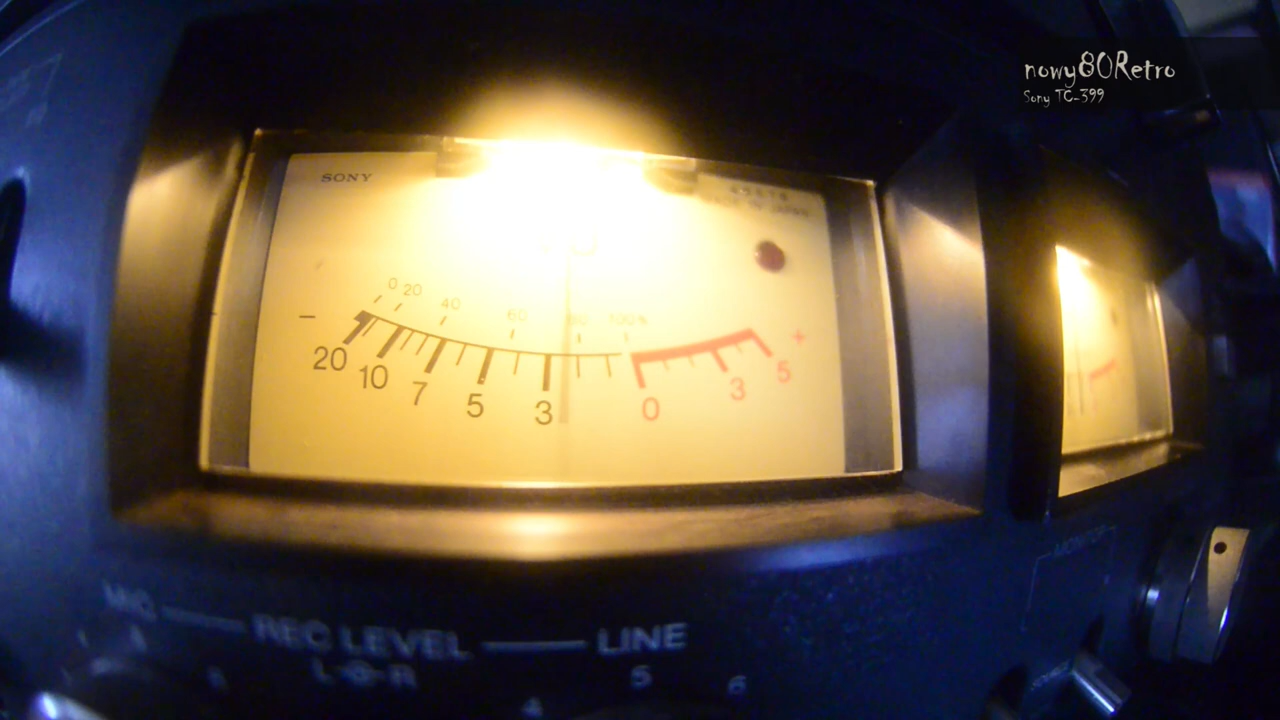 nowy80Retro
Sony TC-399
SONY
0 20 40 60 80 100%
- +
20 10 7 5 3 0 3 5
MONITOR
MIC REC LEVEL LINE
L R
4 5 6